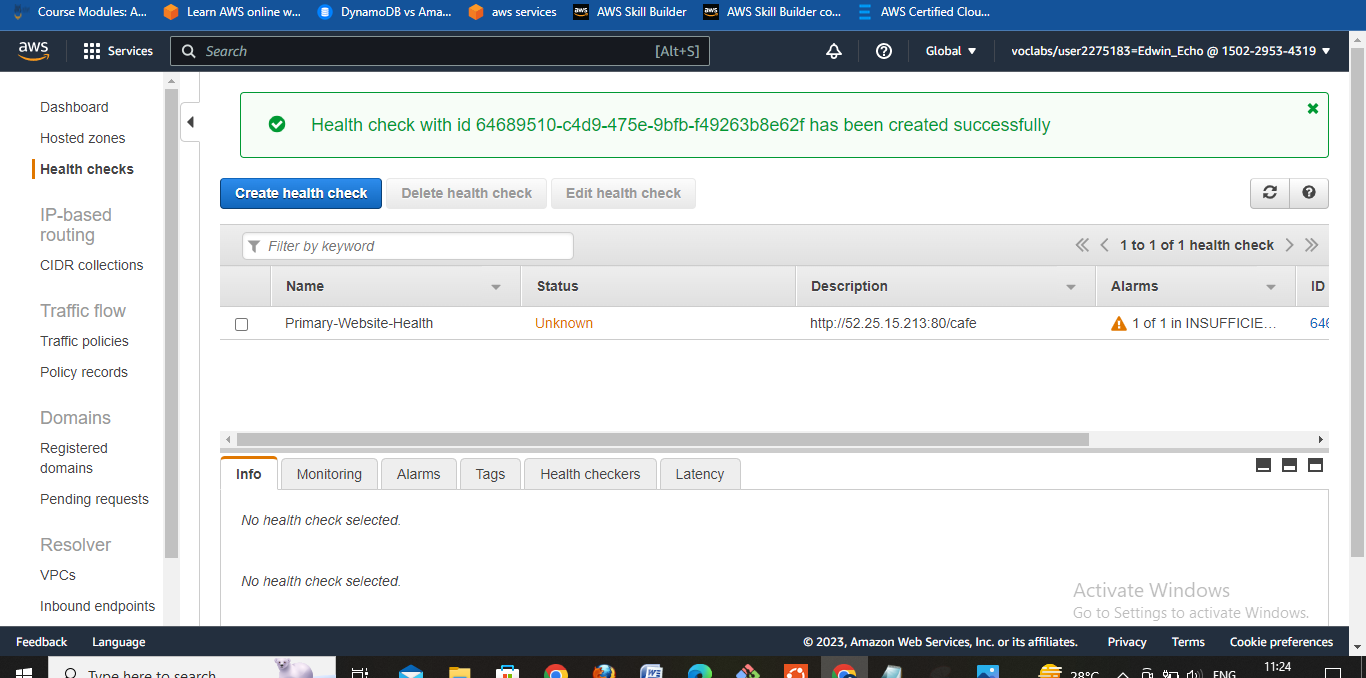 Course Modules: A...
Learn AWS online w...
DynamoDB vs Ama...
aws services
aws
AWS Skill Builder
aws
AWS Skill Builder co...
AWS Certified Clou...
aws
Services
Search
[Alt+S]
Global
voclabs/user2275183=Edwin_Echo @ 1502-2953-4319
Dashboard
Hosted zones
Health checks
IP-based
routing
CIDR collections
Traffic flow
Traffic policies
Policy records
Domains
Registered
domains
Pending requests
Resolver
VPCs
Inbound endpoints
Health check with id 64689510-c4d9-475e-9bfb-f49263b8e62f has been created successfully
Create health check
Delete health check
Edit health check
Filter by keyword
1 to 1 of 1 health check
Name
Status
Description
Alarms
ID
Primary-Website-Health
Unknown
http://52.25.15.213:80/cafe
1 of 1 in INSUFFICIE...
646
Info
Monitoring
Alarms
Tags
Health checkers
Latency
No health check selected.
No health check selected.
Activate Windows
Go to Settings to activate Windows.
Feedback
Language
© 2023, Amazon Web Services, Inc. or its affiliates.
Privacy
Terms
Cookie preferences
Type here to search
28°C
ENG
11:24